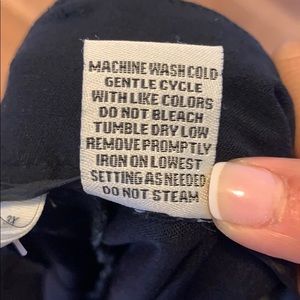 MACHINE WASH COLD
GENTLE CYCLE
WITH LIKE COLORS
DO NOT BLEACH
TUMBLE DRY LOW
REMOVE PROMPTLY
IRON ON LOWEST
SETTING AS NEEDED
DO NOT STEAM